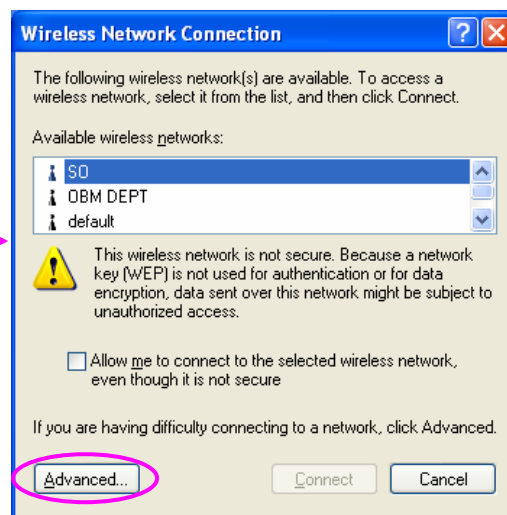 Wireless Network Connection
The following wireless network(s) are available. To access a
wireless network, select it from the list, and then click Connect.
Available wireless networks:
SO
OBM DEPT
default
This wireless network is not secure. Because a network
key (WEP) is not used for authentication or for data
encryption, data sent over this network might be subject to
unauthorized access.
Allow me to connect to the selected wireless network,
even though it is not secure
If you are having difficulty connecting to a network, click Advanced.
Advanced... Connect Cancel